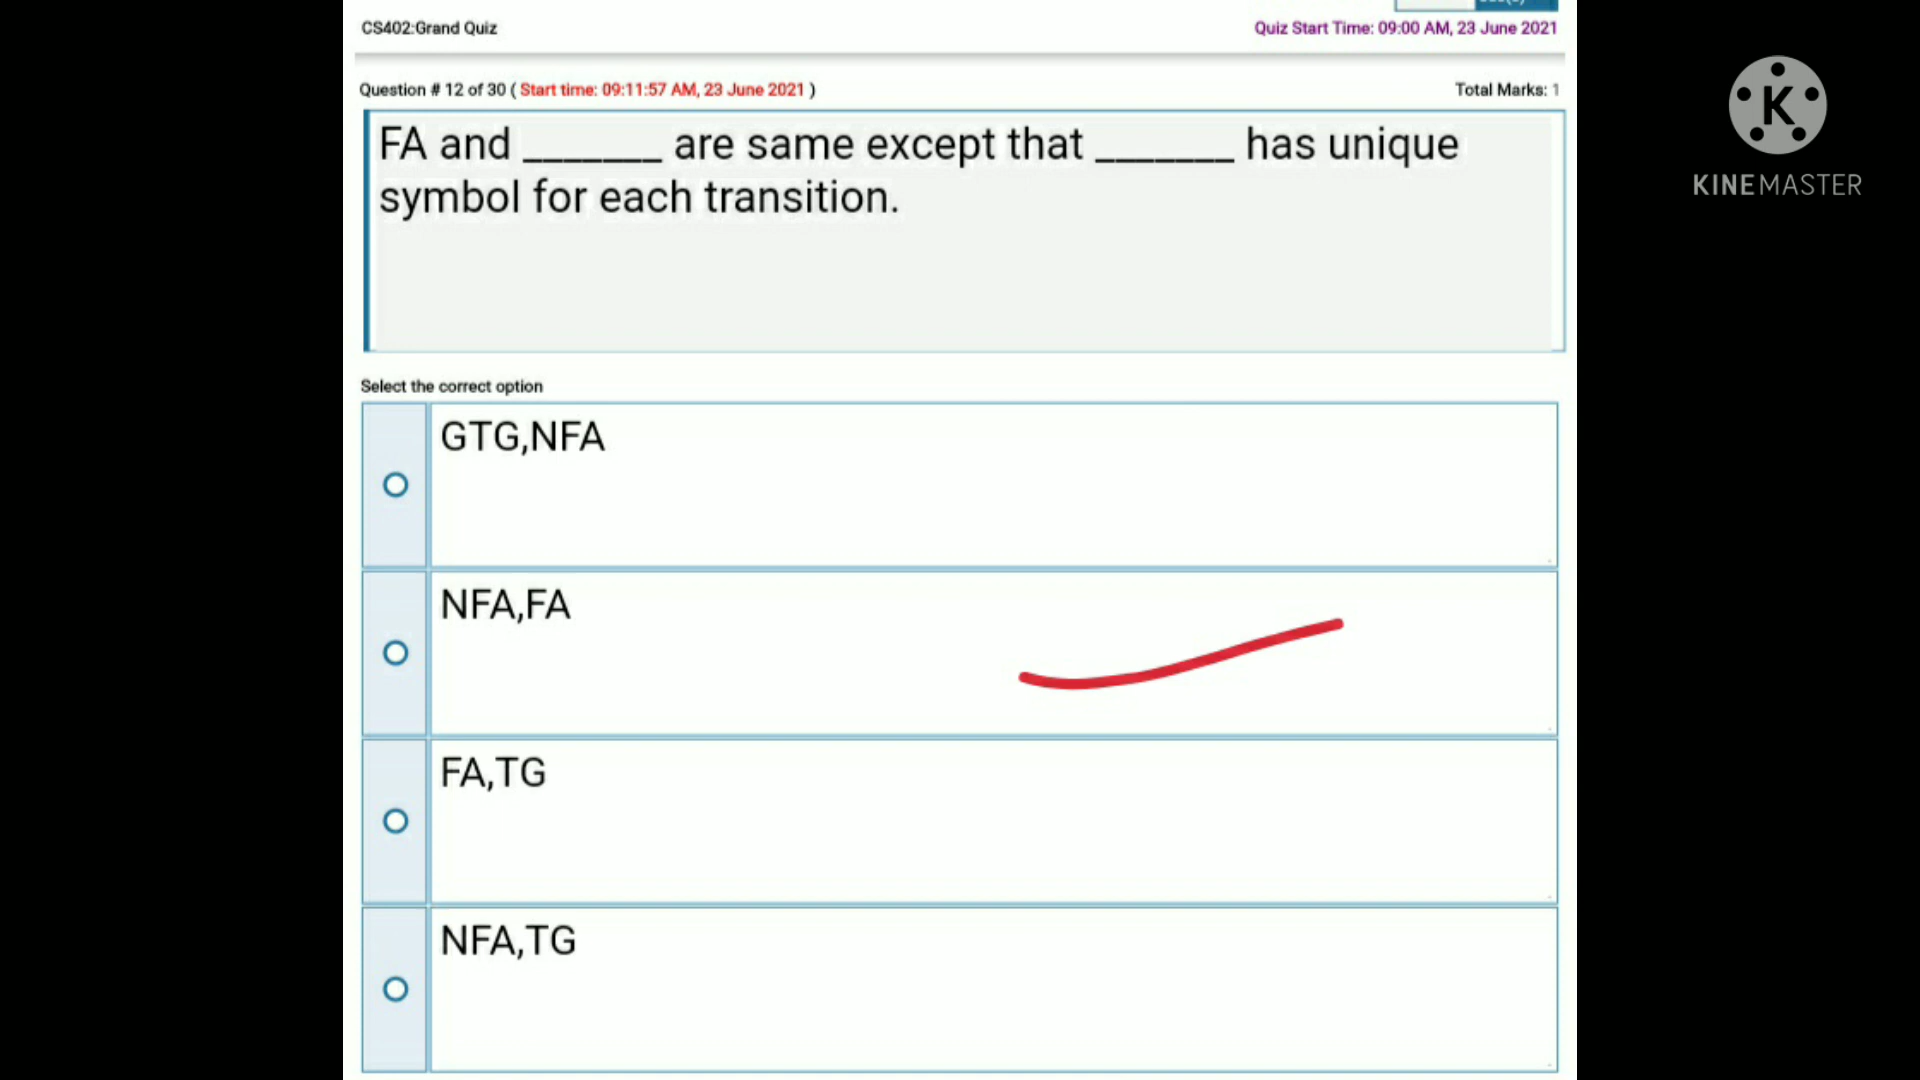 CS402:Grand Quiz
Quiz Start Time: 09:00 AM, 23 June 2021
Question # 12 of 30 ( Start time: 09:11:57 AM, 23 June 2021 )
Total Marks: 1
FA and _______ are same except that _______ has unique
symbol for each transition.
Select the correct option
GTG,NFA
NFA,FA
FA,TG
NFA,TG
K
KINEMASTER